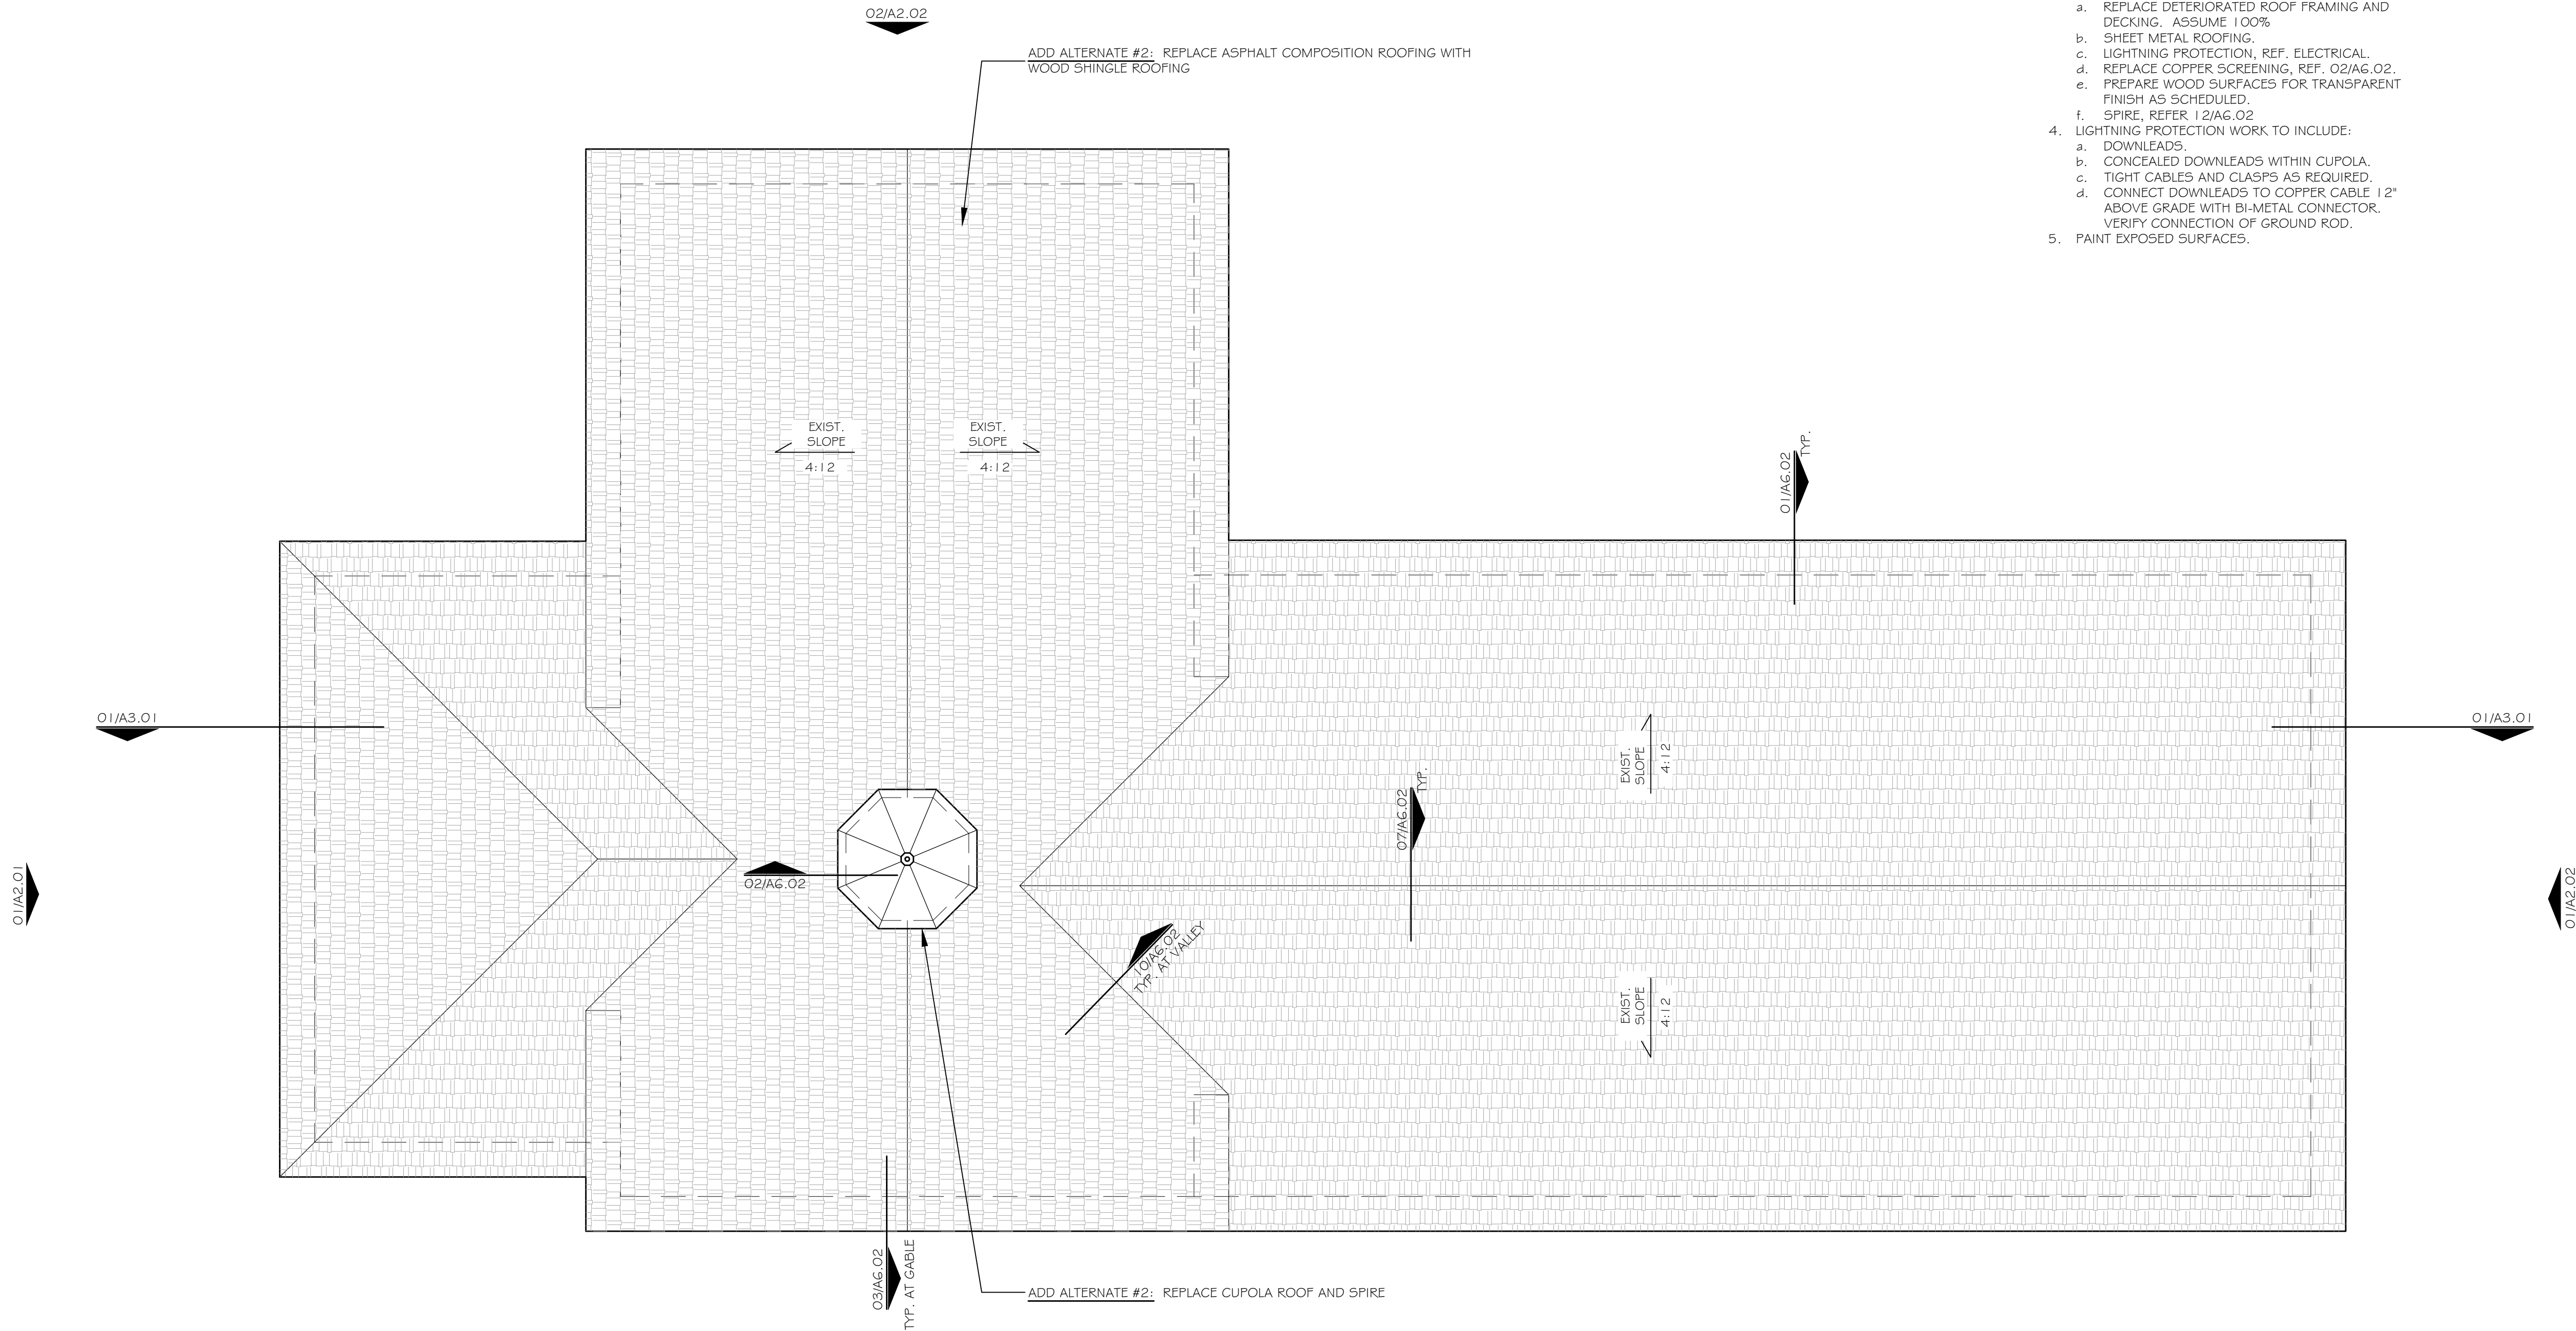 02/A2.02
ADD ALTERNATE #2: REPLACE ASPHALT COMPOSITION ROOFING WITH
WOOD SHINGLE ROOFING
a. REPLACE DETERIORATED ROOF FRAMING AND
DECKING. ASSUME 100%
b. SHEET METAL ROOFING.
c. LIGHTNING PROTECTION, REF. ELECTRICAL.
d. REPLACE COPPER SCREENING, REF. 02/A6.02.
e. PREPARE WOOD SURFACES FOR TRANSPARENT
FINISH AS SCHEDULED.
f. SPIRE, REFER 12/A6.02
4. LIGHTNING PROTECTION WORK TO INCLUDE:
a. DOWNLEADS.
b. CONCEALED DOWNLEADS WITHIN CUPOLA.
c. TIGHT CABLES AND CLASPS AS REQUIRED.
d. CONNECT DOWNLEADS TO COPPER CABLE 12"
ABOVE GRADE WITH BI-METAL CONNECTOR.
VERIFY CONNECTION OF GROUND ROD.
5. PAINT EXPOSED SURFACES.
EXIST.
SLOPE
4:12
EXIST.
SLOPE
4:12
01/A6.02
TYP.
01/A3.01
01/A3.01
EXIST.
SLOPE
4:12
07/A6.02
TYP.
01/A2.01
02/A6.02
01/A2.02
10/A6.02
TYP. AT VALLEY
EXIST.
SLOPE
4:12
03/A6.02
TYP. AT GABLE
ADD ALTERNATE #2: REPLACE CUPOLA ROOF AND SPIRE